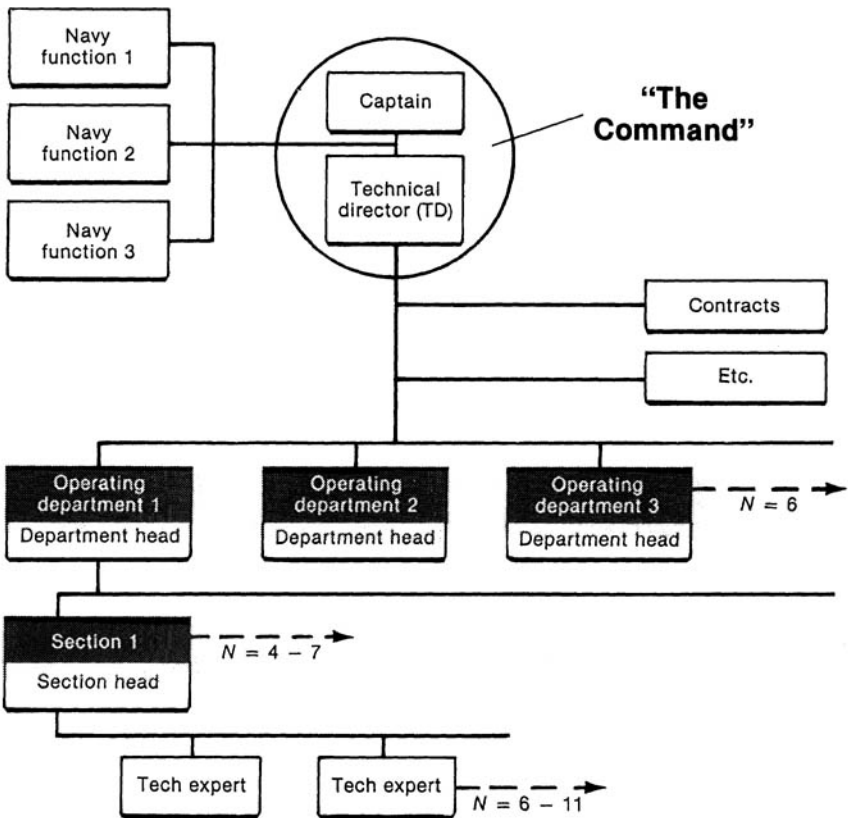 Navy
function 1
Navy
function 2
Navy
function 3
Captain
Technical
director (TD)
“The
Command”
Contracts
Etc.
Operating
department 1
Department head
Operating
department 2
Department head
Operating
department 3
Department head
N = 6
Section 1
Section head
N = 4 – 7
Tech expert
Tech expert
N = 6 – 11